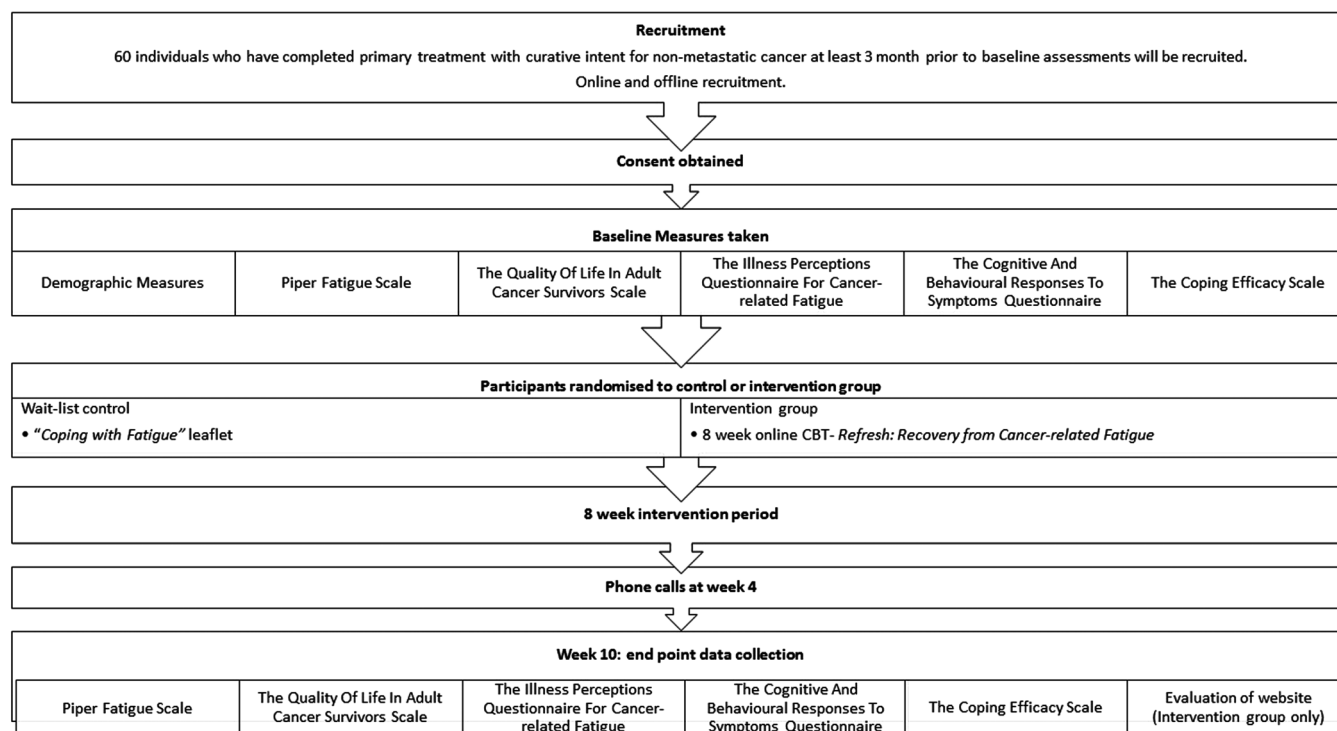 Recruitment
60 individuals who have completed primary treatment with curative intent for non-metastatic cancer at least 3 month prior to baseline assessments will be recruited.
Online and offline recruitment.
Consent obtained
Baseline Measures taken
Demographic Measures
Piper Fatigue Scale
The Quality Of Life In Adult
Cancer Survivors Scale
The Illness Perceptions
Questionnaire For Cancer-
related Fatigue
The Cognitive And
Behavioural Responses To
Symptoms Questionnaire
The Coping Efficacy Scale
Participants randomised to control or intervention group
Wait-list control
• “Coping with Fatigue” leaflet
Intervention group
• 8 week online CBT- Refresh: Recovery from Cancer-related Fatigue
8 week intervention period
Phone calls at week 4
Week 10: end point data collection
Piper Fatigue Scale
The Quality Of Life In Adult
Cancer Survivors Scale
The Illness Perceptions
Questionnaire For Cancer-
related Fatigue
The Cognitive And
Behavioural Responses To
Symptoms Questionnaire
The Coping Efficacy Scale
Evaluation of website
(Intervention group only)